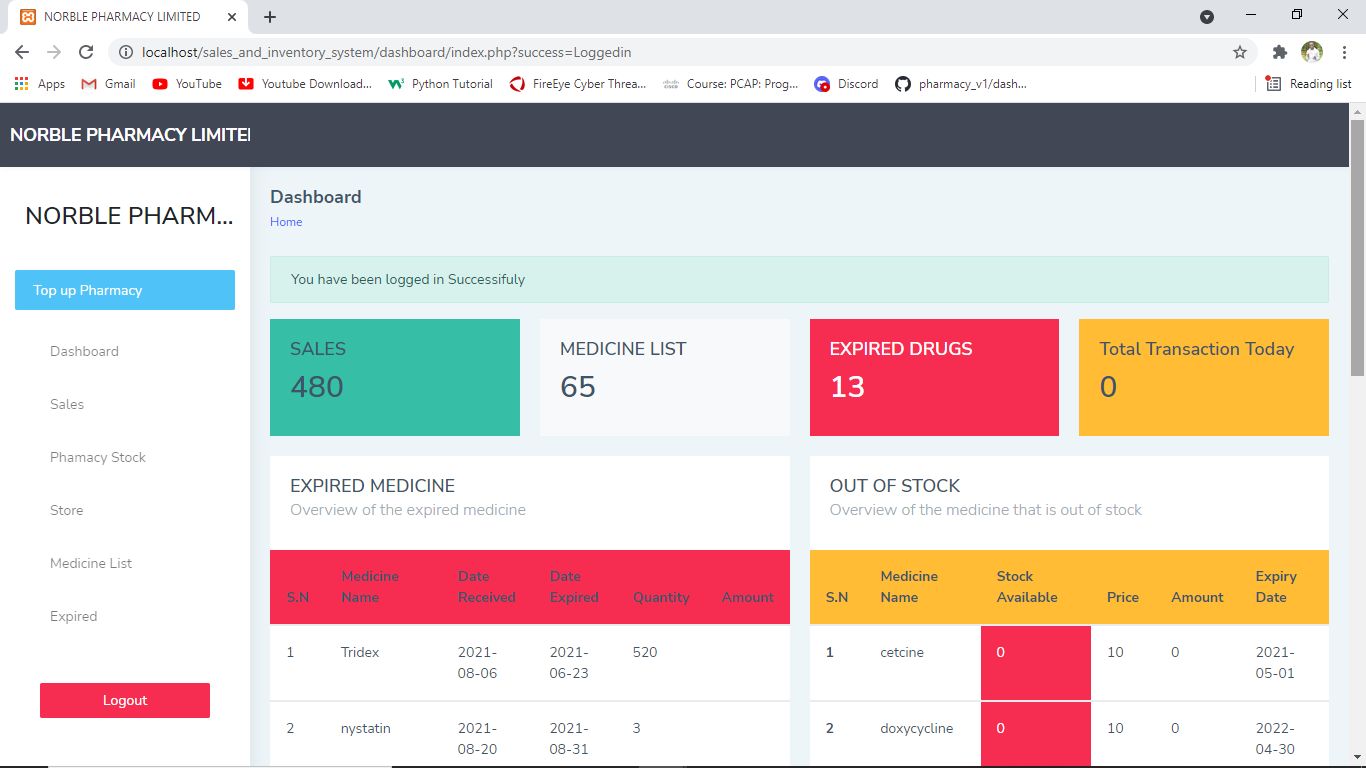 NORBLE PHARMACY LIMITED
localhost/sales_and_inventory_system/dashboard/index.php?success=Loggedin
Apps Gmail YouTube Youtube Download... Python Tutorial FireEye Cyber Threa... Course: PCAP: Prog... Discord pharmacy_v1/dash... Reading list
NORBLE PHARMACY LIMITE
NORBLE PHARM...
Top up Pharmacy
Dashboard
Sales
Phamacy Stock
Store
Medicine List
Expired
Logout
Dashboard
Home
You have been logged in Successifuly
SALES
480
MEDICINE LIST
65
EXPIRED DRUGS
13
Total Transaction Today
0
EXPIRED MEDICINE
Overview of the expired medicine
S.N Medicine Name Date Received Date Expired Quantity Amount
1 Tridex 2021-08-06 2021-06-23 520
2 nystatin 2021-08-20 2021-08-31 3
OUT OF STOCK
Overview of the medicine that is out of stock
S.N Medicine Name Stock Available Price Amount Expiry Date
1 cetcine 0 10 0 2021-05-01
2 doxycycline 0 10 0 2022-04-30